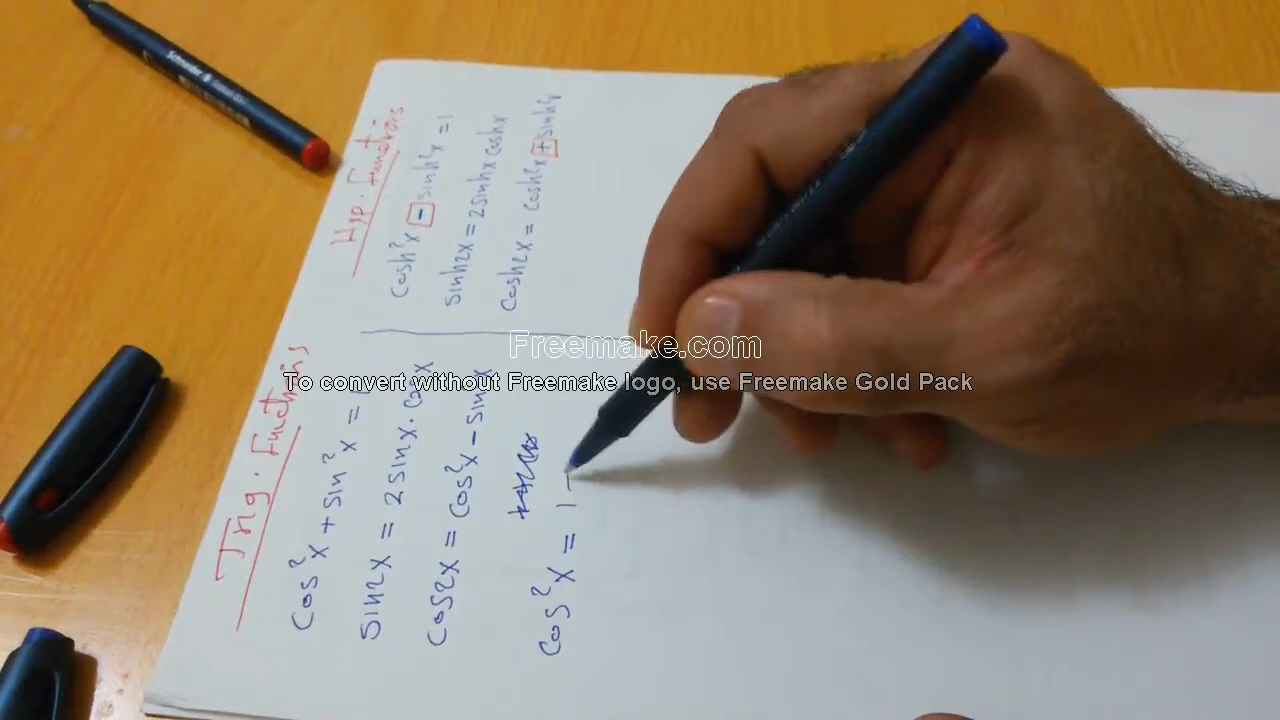 Trig. Functions
cos²x + sin²x = 1
sin2x = 2sinx.cosx
cos2x = cos²x - sin²x
cos²x = 1 -
Hyp. Functions
cosh²x - sinh²x = 1
sinh2x = 2sinhx coshx
cosh2x = cosh²x + sinh²x
Schneider
Freemake.com
To convert without Freemake logo, use Freemake Gold Pack